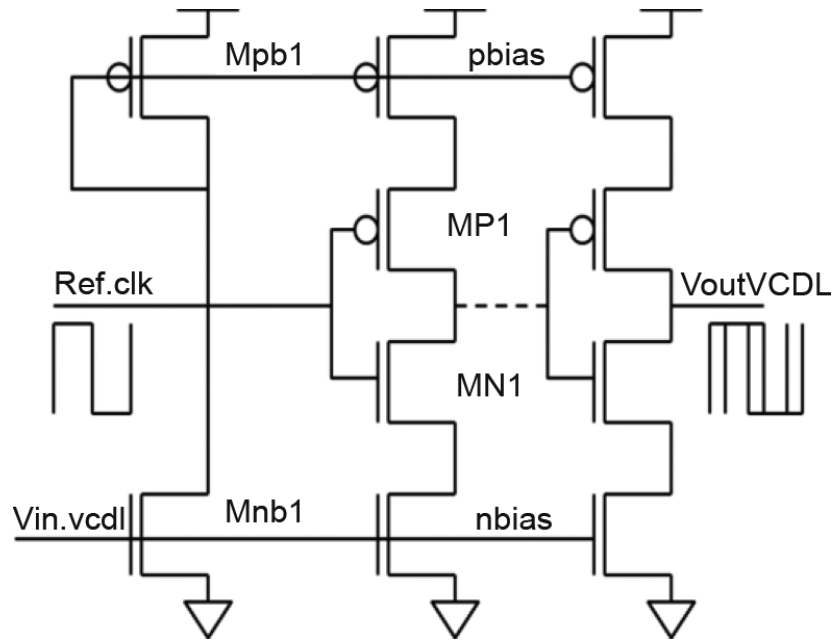 Mpb1
pbias
MP1
Ref.clk
VoutVCDL
MN1
Vin.vcdl
Mnb1
nbias